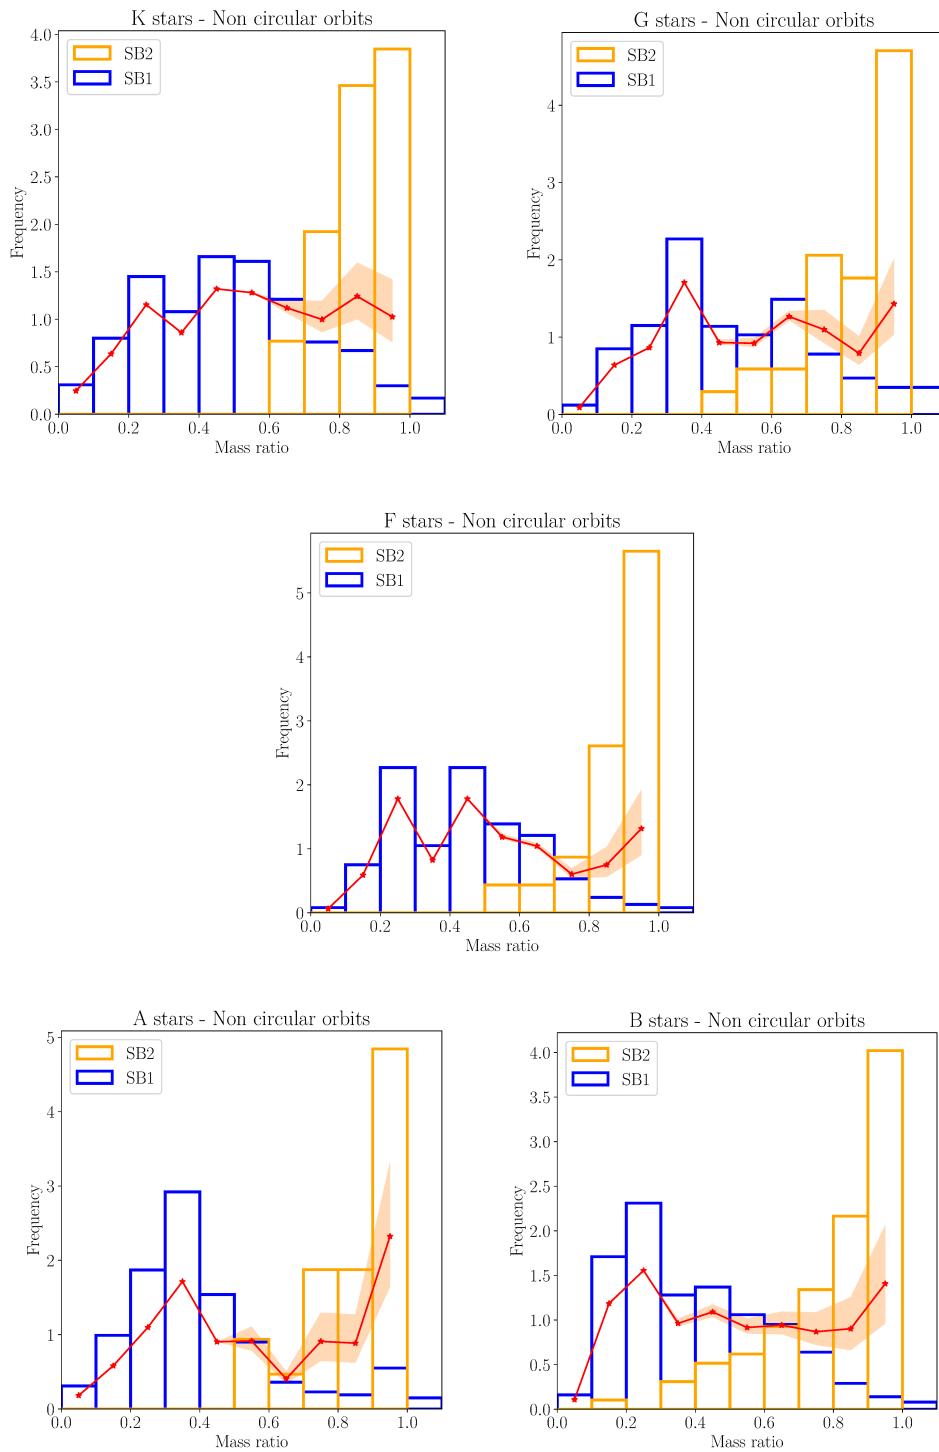 K stars - Non circular orbits
4.0
3.5
3.0
2.5
2.0
1.5
1.0
0.5
0.0
Frequency
SB2
SB1
0.0 0.2 0.4 0.6 0.8 1.0
Mass ratio
G stars - Non circular orbits
4
3
2
1
0
Frequency
SB2
SB1
0.0 0.2 0.4 0.6 0.8 1.0
Mass ratio
F stars - Non circular orbits
5
4
3
2
1
0
Frequency
SB2
SB1
0.0 0.2 0.4 0.6 0.8 1.0
Mass ratio
A stars - Non circular orbits
5
4
3
2
1
0
Frequency
SB2
SB1
0.0 0.2 0.4 0.6 0.8 1.0
Mass ratio
B stars - Non circular orbits
4.0
3.5
3.0
2.5
2.0
1.5
1.0
0.5
0.0
Frequency
SB2
SB1
0.0 0.2 0.4 0.6 0.8 1.0
Mass ratio